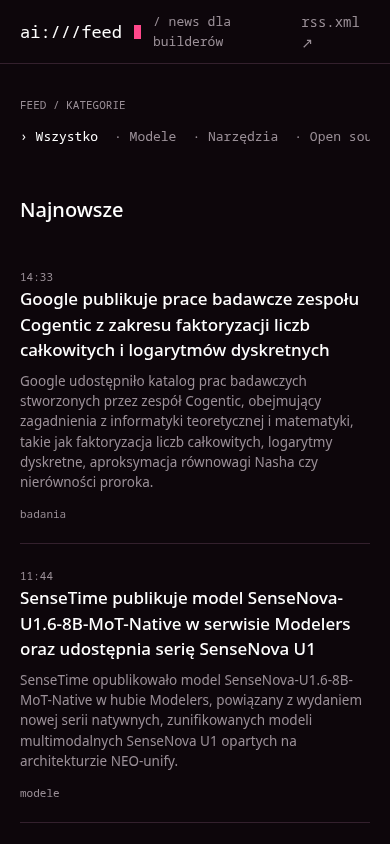 ai:///feed
/ news dla
builderów
rss.xml
↗
FEED / KATEGORIE
› Wszystko · Modele · Narzędzia · Open sou
Najnowsze
14:33
Google publikuje prace badawcze zespołu
Cogentic z zakresu faktoryzacji liczb
całkowitych i logarytmów dyskretnych
Google udostępniło katalog prac badawczych
stworzonych przez zespół Cogentic, obejmujący
zagadnienia z informatyki teoretycznej i matematyki,
takie jak faktoryzacja liczb całkowitych, logarytmy
dyskretne, aproksymacja równowagi Nasha czy
nierówności proroka.
badania
11:44
SenseTime publikuje model SenseNova-
U1.6-8B-MoT-Native w serwisie Modelers
oraz udostępnia serię SenseNova U1
SenseTime opublikowało model SenseNova-U1.6-8B-
MoT-Native w hubie Modelers, powiązany z wydaniem
nowej serii natywnych, zunifikowanych modeli
multimodalnych SenseNova U1 opartych na
architekturze NEO-unify.
modele